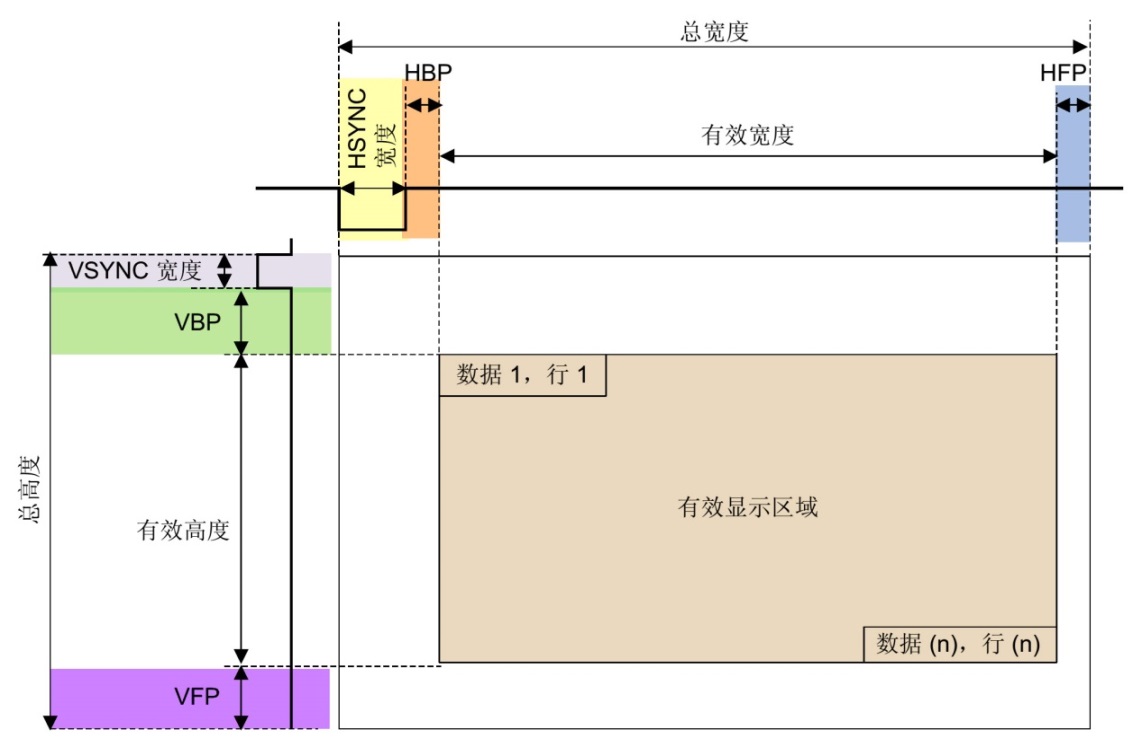 总宽度
HBP
HFP
HSYNC
宽度
有效宽度
VSYNC 宽度
VBP
数据 1，行 1
总高度
有效高度
有效显示区域
数据 (n)，行 (n)
VFP